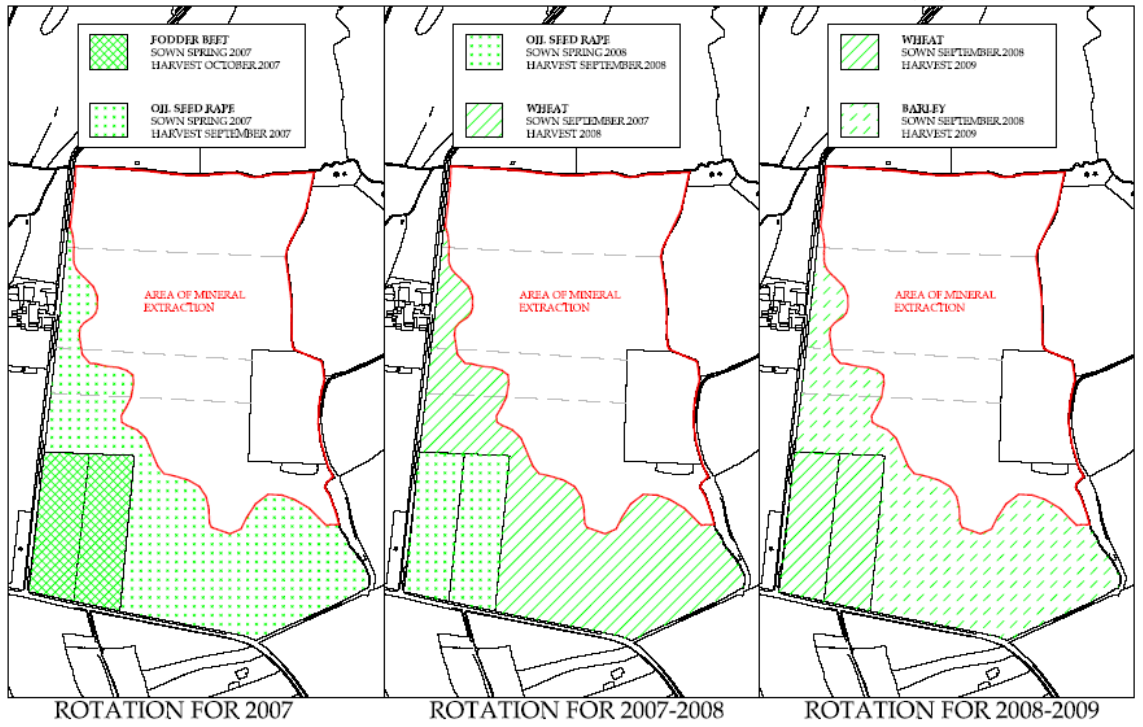 FODDER BEET
SOWN SPRING 2007
HARVEST OCTOBER 2007
OIL SEED RAPE
SOWN SPRING 2007
HARVEST SEPTEMBER 2007
AREA OF MINERAL
EXTRACTION
ROTATION FOR 2007
OIL SEED RAPE
SOWN SPRING 2008
HARVEST SEPTEMBER 2008
WHEAT
SOWN SEPTEMBER 2007
HARVEST 2008
AREA OF MINERAL
EXTRACTION
ROTATION FOR 2007-2008
WHEAT
SOWN SEPTEMBER 2008
HARVEST 2009
BARLEY
SOWN SEPTEMBER 2008
HARVEST 2009
AREA OF MINERAL
EXTRACTION
ROTATION FOR 2008-2009